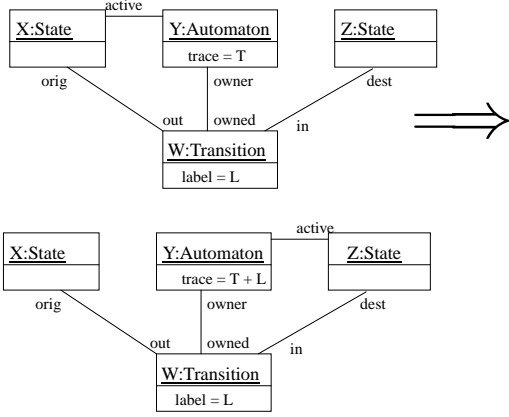 active
X:State
Y:Automaton
Z:State
trace = T
orig
owner
dest
out
owned
in
W:Transition
label = L
active
X:State
Y:Automaton
Z:State
trace = T + L
orig
owner
dest
out
owned
in
W:Transition
label = L